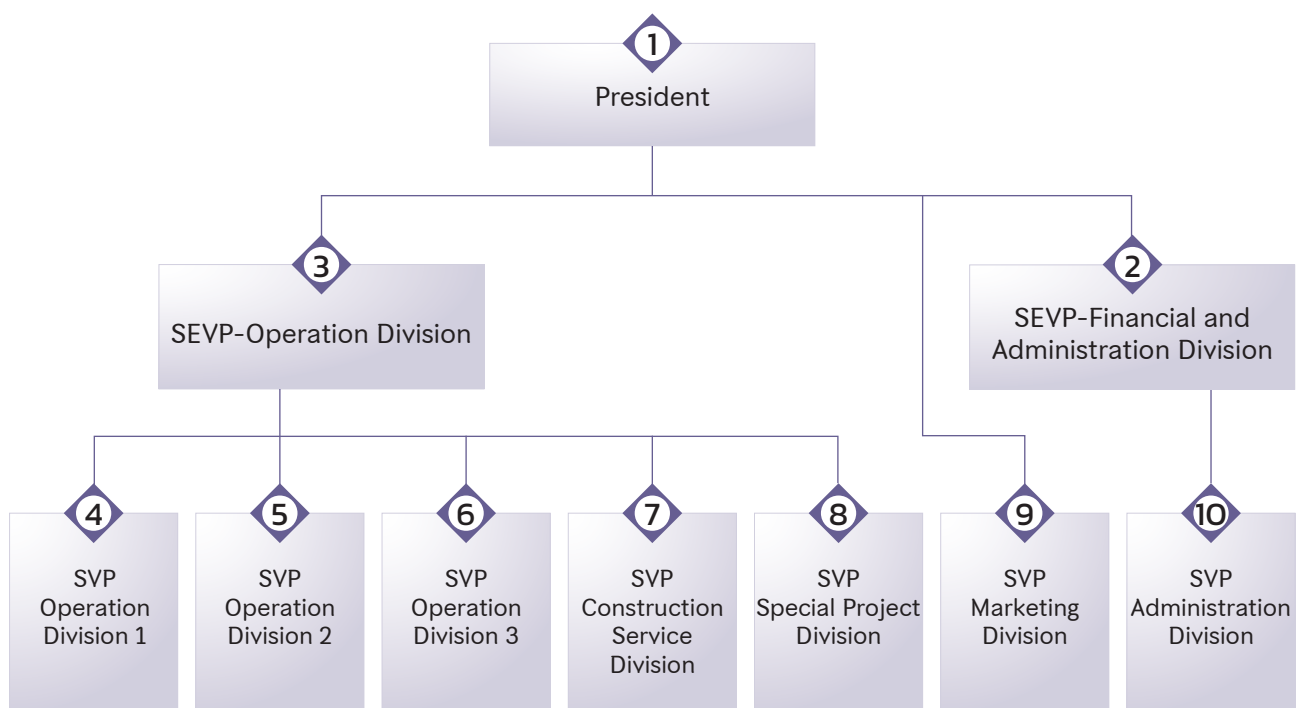 1
President
3
SEVP-Operation Division
2
SEVP-Financial and
Administration Division
4
SVP
Operation
Division 1
5
SVP
Operation
Division 2
6
SVP
Operation
Division 3
7
SVP
Construction
Service
Division
8
SVP
Special Project
Division
9
SVP
Marketing
Division
10
SVP
Administration
Division